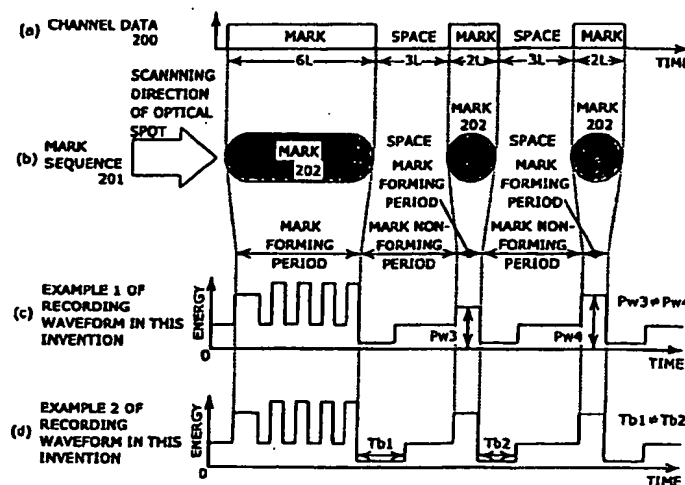 (a) CHANNEL DATA 200
MARK SPACE MARK SPACE MARK
6L 3L 2L 3L 2L TIME
SCANNNING DIRECTION OF OPTICAL SPOT
(b) MARK SEQUENCE 201
MARK 202
SPACE
MARK 202
SPACE
MARK 202
MARK FORMING PERIOD
MARK FORMING PERIOD
MARK FORMING PERIOD
MARK NON-FORMING PERIOD
MARK NON-FORMING PERIOD
(c) EXAMPLE 1 OF RECORDING WAVEFORM IN THIS INVENTION
ENERGY
0
Pw3
Pw4
Pw3≠Pw4
TIME
(d) EXAMPLE 2 OF RECORDING WAVEFORM IN THIS INVENTION
ENERGY
0
Tb1
Tb2
Tb1≠Tb2
TIME